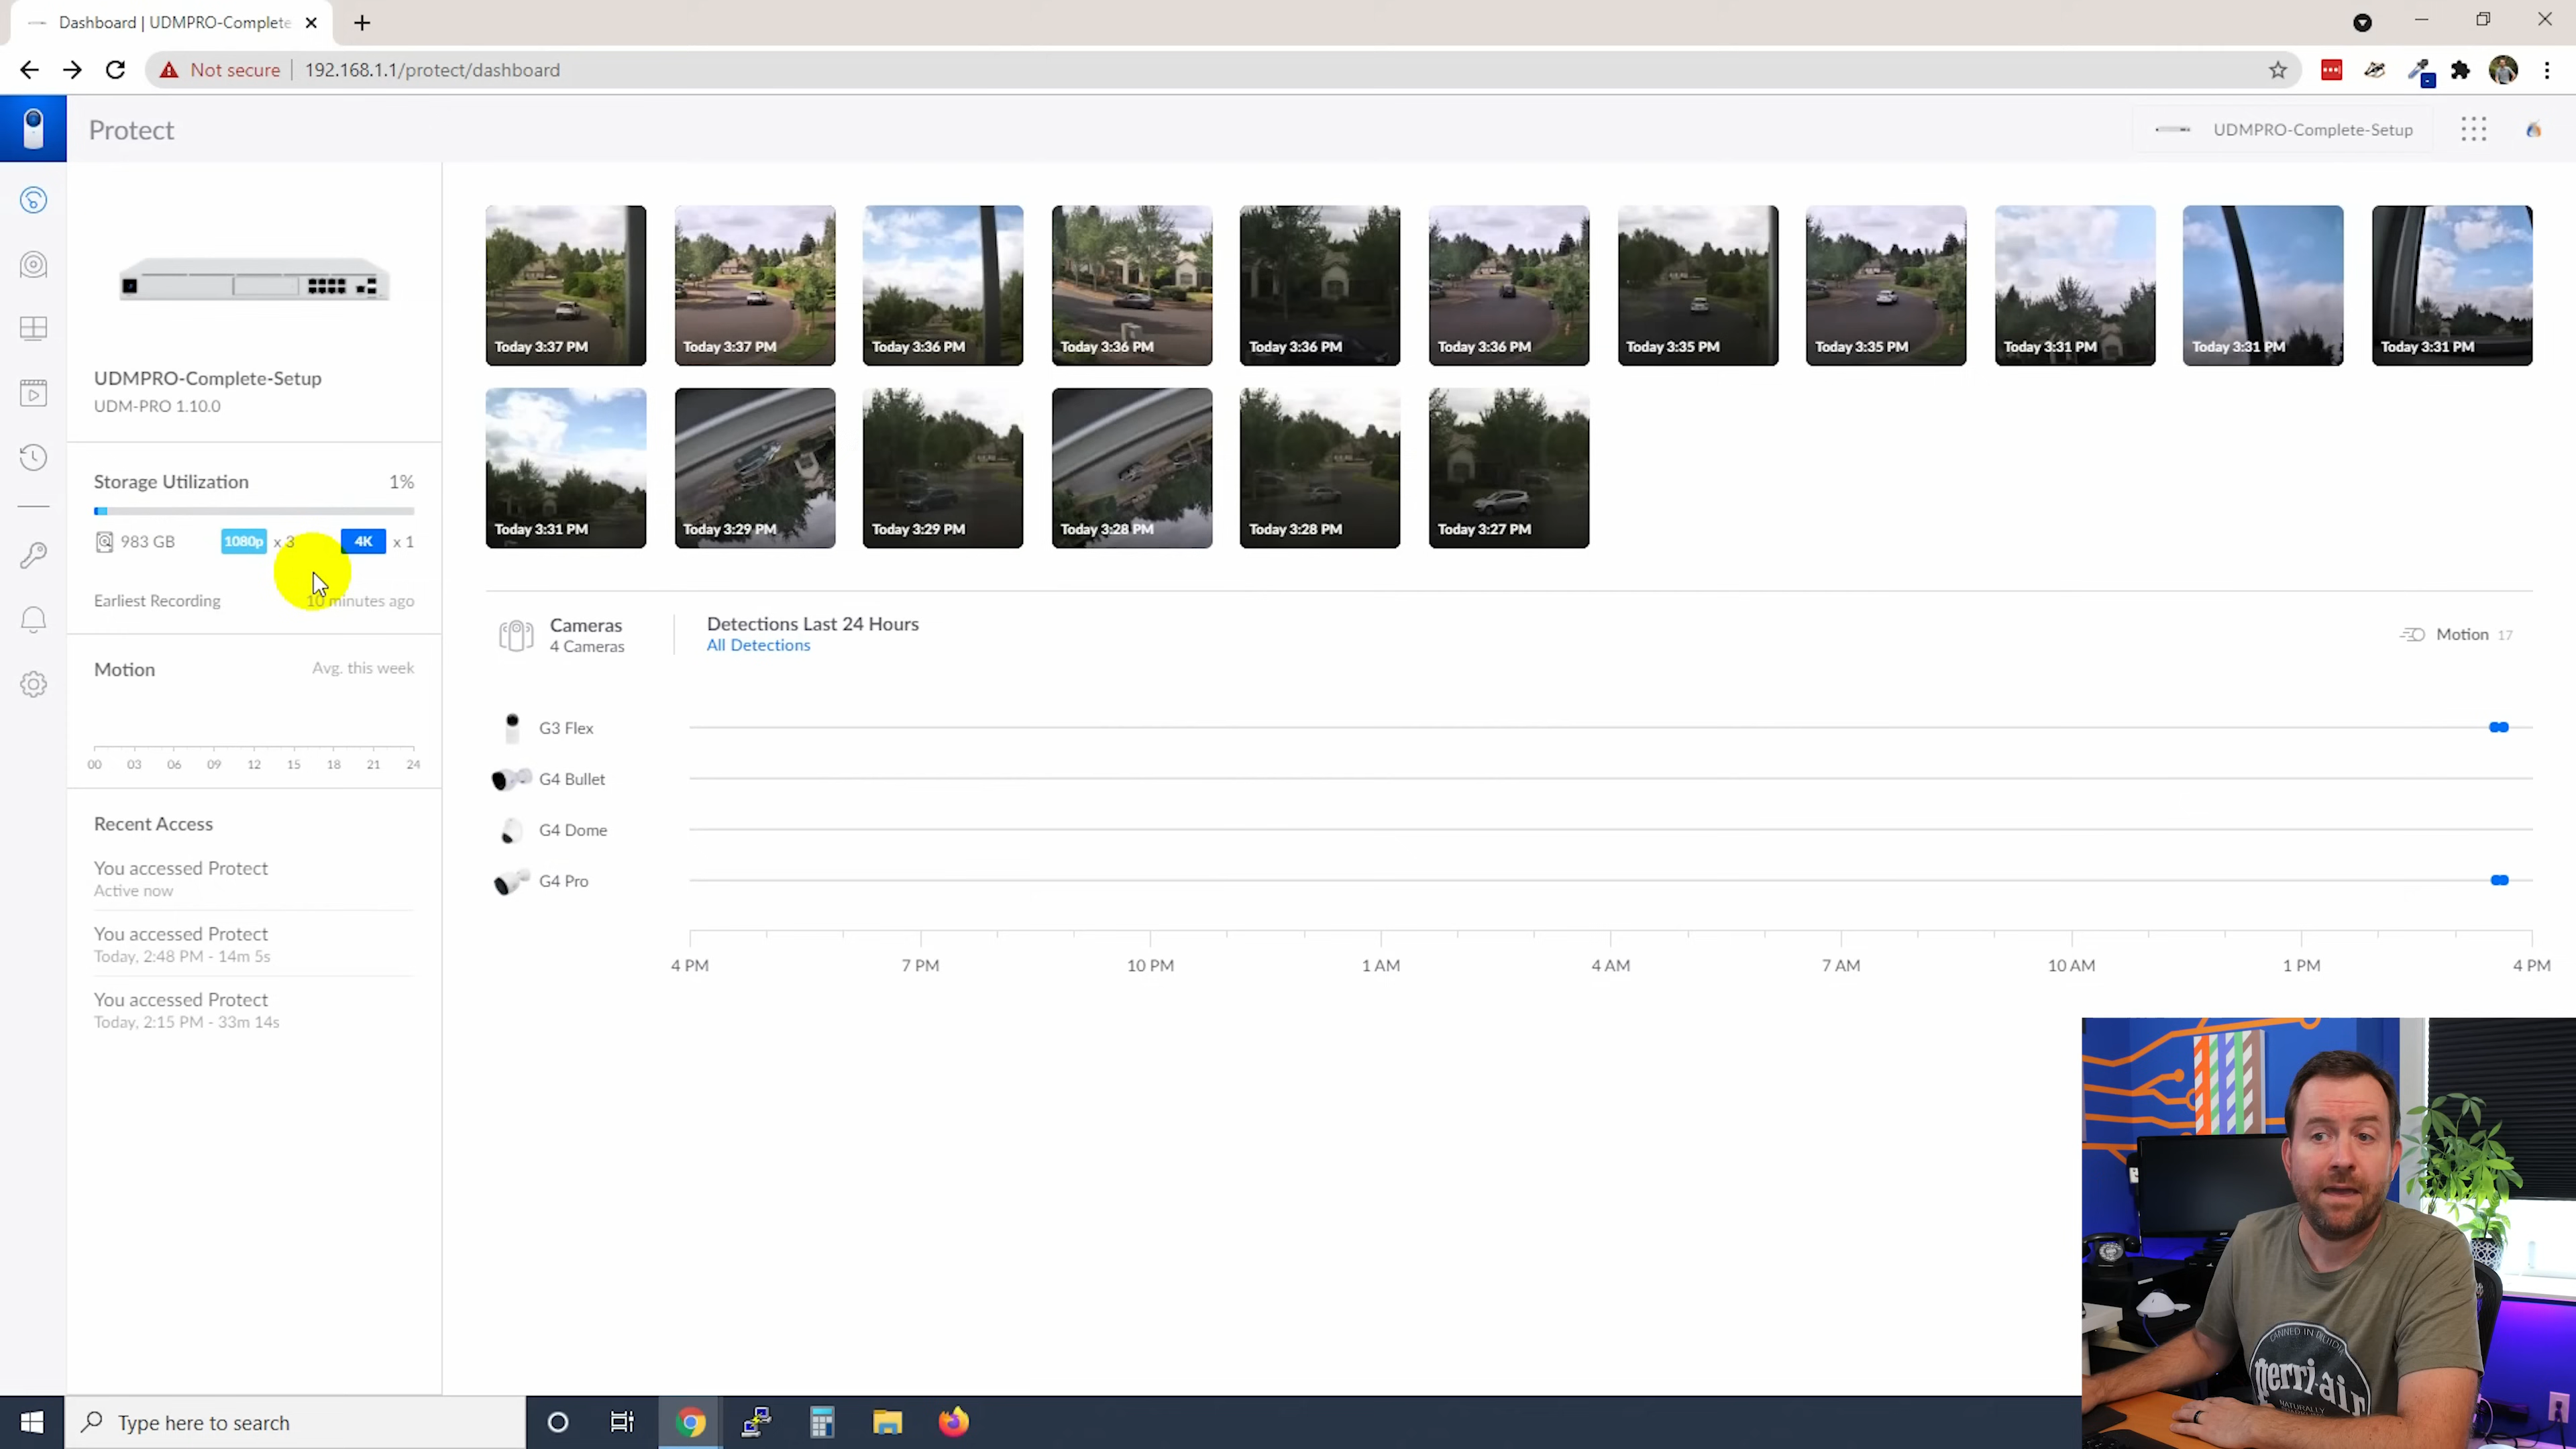 Dashboard | UDMPRO-Complete
Not secure
192.168.1.1/protect/dashboard
Protect
UDMPRO-Complete-Setup
UDMPRO-Complete-Setup
UDM-PRO 1.10.0
Storage Utilization 1%
983 GB 1080p x 3 4K x 1
Earliest Recording 10 minutes ago
Motion Avg. this week
00 03 06 09 12 15 18 21 24
Recent Access
You accessed Protect
Active now
You accessed Protect
Today, 2:48 PM - 14m 5s
You accessed Protect
Today, 2:15 PM - 33m 14s
Today 3:37 PM Today 3:37 PM Today 3:36 PM Today 3:36 PM Today 3:36 PM Today 3:36 PM Today 3:35 PM Today 3:35 PM Today 3:31 PM Today 3:31 PM Today 3:31 PM
Today 3:31 PM Today 3:29 PM Today 3:29 PM Today 3:28 PM Today 3:28 PM Today 3:27 PM
Cameras
4 Cameras
Detections Last 24 Hours
All Detections
Motion 17
G3 Flex
G4 Bullet
G4 Dome
G4 Pro
4 PM 7 PM 10 PM 1 AM 4 AM 7 AM 10 AM 1 PM 4 PM
CANNED IN DRUIDIA
perri-air
NATURALLY
Type here to search